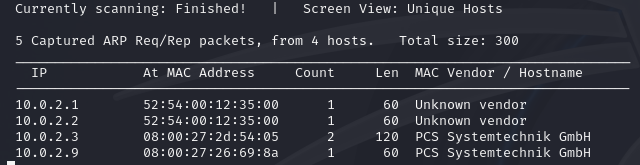 Currently scanning: Finished!   |   Screen View: Unique Hosts
5 Captured ARP Req/Rep packets, from 4 hosts.   Total size: 300
IP            At MAC Address     Count     Len  MAC Vendor / Hostname
10.0.2.1        52:54:00:12:35:00      1      60  Unknown vendor
10.0.2.2        52:54:00:12:35:00      1      60  Unknown vendor
10.0.2.3        08:00:27:2d:54:05      2     120  PCS Systemtechnik GmbH
10.0.2.9        08:00:27:26:69:8a      1      60  PCS Systemtechnik GmbH